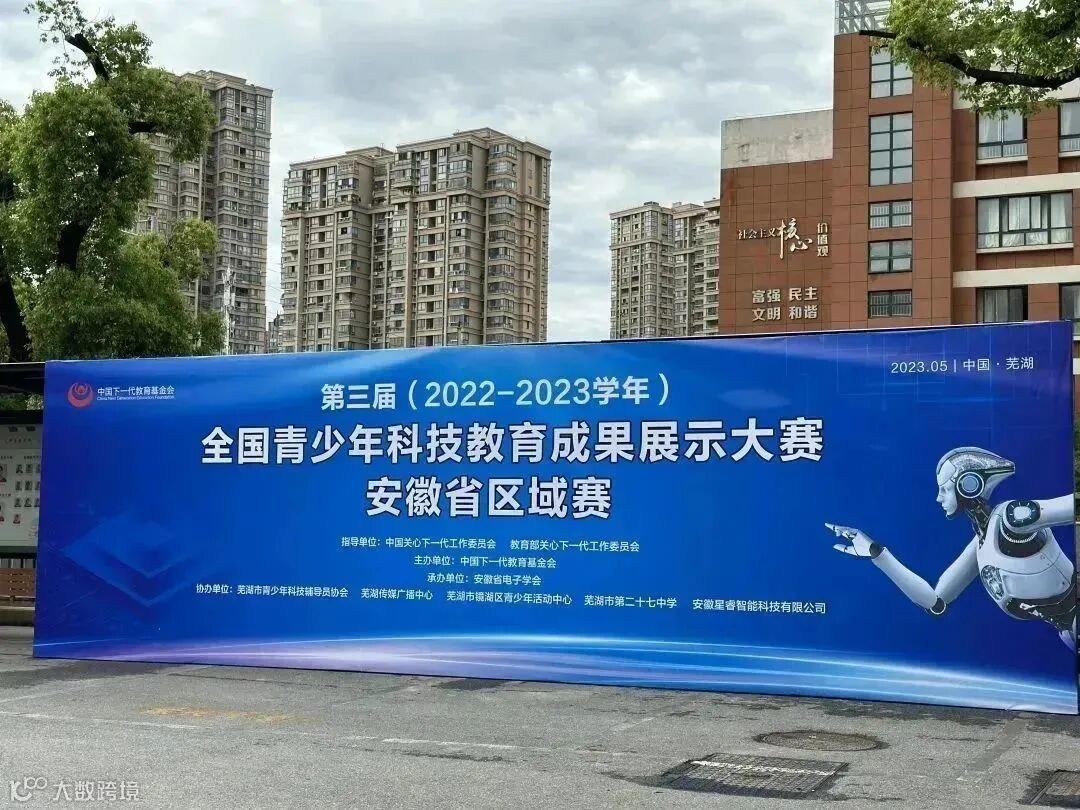 社会主义核心价值观
富强 民主
文明 和谐
中国下一代教育基金会
China Next Generation Education Foundation
2023.05 | 中国·芜湖
第三届（2022-2023学年）
全国青少年科技教育成果展示大赛
安徽省区域赛
指导单位：中国关心下一代工作委员会 教育部关心下一代工作委员会
主办单位：中国下一代教育基金会
承办单位：安徽省电子学会
协办单位：芜湖市青少年科技辅导员协会 芜湖传媒广播中心 芜湖市镜湖区青少年活动中心 芜湖市第二十七中学 安徽星睿智能科技有限公司
大数跨境